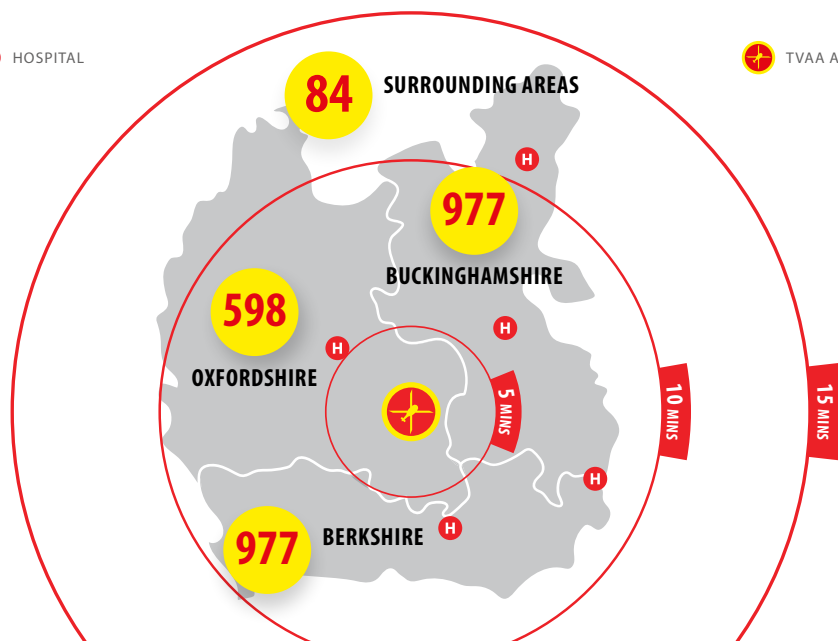 HOSPITAL
TVAA A
84
SURROUNDING AREAS
H
977
BUCKINGHAMSHIRE
598
H
H
OXFORDSHIRE
5 MINS
10 MINS
15 MINS
H
977
BERKSHIRE
H